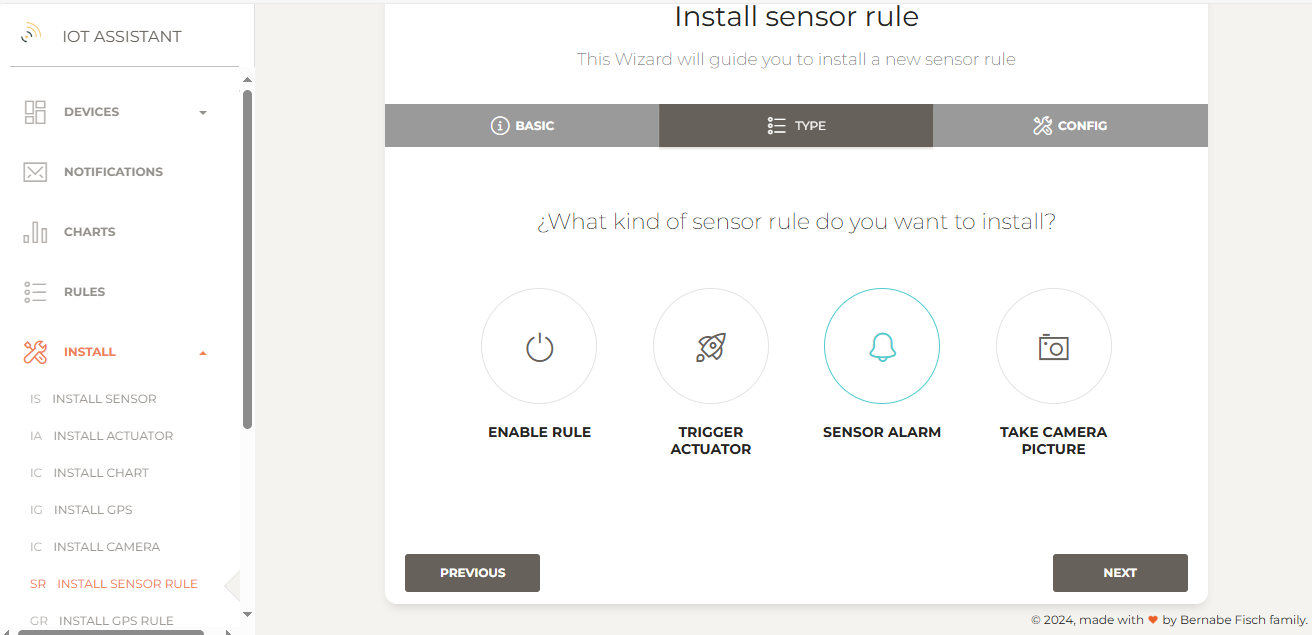 IOT ASSISTANT
DEVICES
NOTIFICATIONS
CHARTS
RULES
INSTALL
IS INSTALL SENSOR
IA INSTALL ACTUATOR
IC INSTALL CHART
IG INSTALL GPS
IC INSTALL CAMERA
SR INSTALL SENSOR RULE
GR INSTALL GPS RULE
Install sensor rule
This Wizard will guide you to install a new sensor rule
BASIC
TYPE
CONFIG
¿What kind of sensor rule do you want to install?
ENABLE RULE
TRIGGER
ACTUATOR
SENSOR ALARM
TAKE CAMERA
PICTURE
PREVIOUS
NEXT
© 2024, made with ❤ by Bernabe Fisch family.